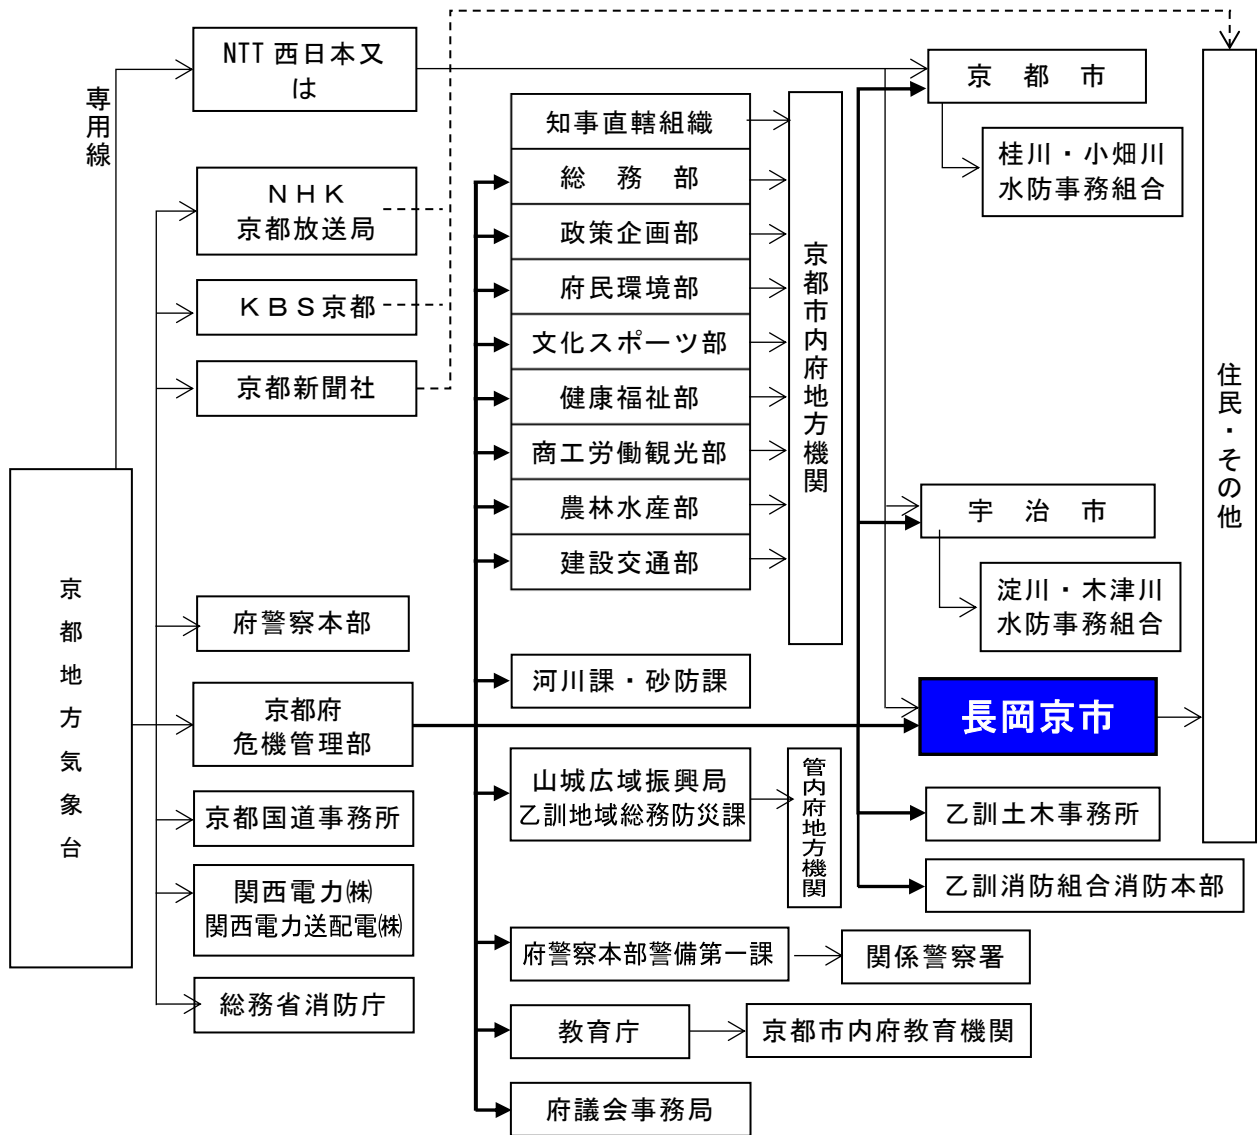 専用線
NTT 西日本又
は
ＮＨＫ
京都放送局
ＫＢＳ京都
京都新聞社
京都地方気象台
府警察本部
京都府
危機管理部
京都国道事務所
関西電力㈱
関西電力送配電㈱
総務省消防庁
知事直轄組織
総　務　部
政策企画部
府民環境部
文化スポーツ部
健康福祉部
商工労働観光部
農林水産部
建設交通部
京都市内府地方機関
河川課・砂防課
山城広域振興局
乙訓地域総務防災課
管内府地方機関
府警察本部警備第一課
関係警察署
教育庁
京都市内府教育機関
府議会事務局
京　都　市
桂川・小畑川
水防事務組合
宇　治　市
淀川・木津川
水防事務組合
長岡京市
乙訓土木事務所
乙訓消防組合消防本部
住民・その他